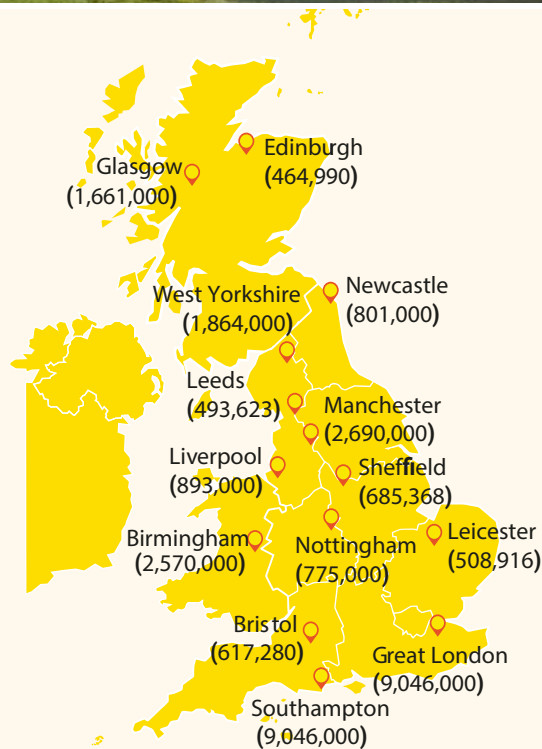 Edinburgh
(464,990)
Glasgow
(1,661,000)
Newcastle
(801,000)
West Yorkshire
(1,864,000)
Leeds
(493,623)
Manchester
(2,690,000)
Liverpool
(893,000)
Sheffield
(685,368)
Birmingham
(2,570,000)
Nottingham
(775,000)
Leicester
(508,916)
Bristol
(617,280)
Great London
(9,046,000)
Southampton
(9,046,000)